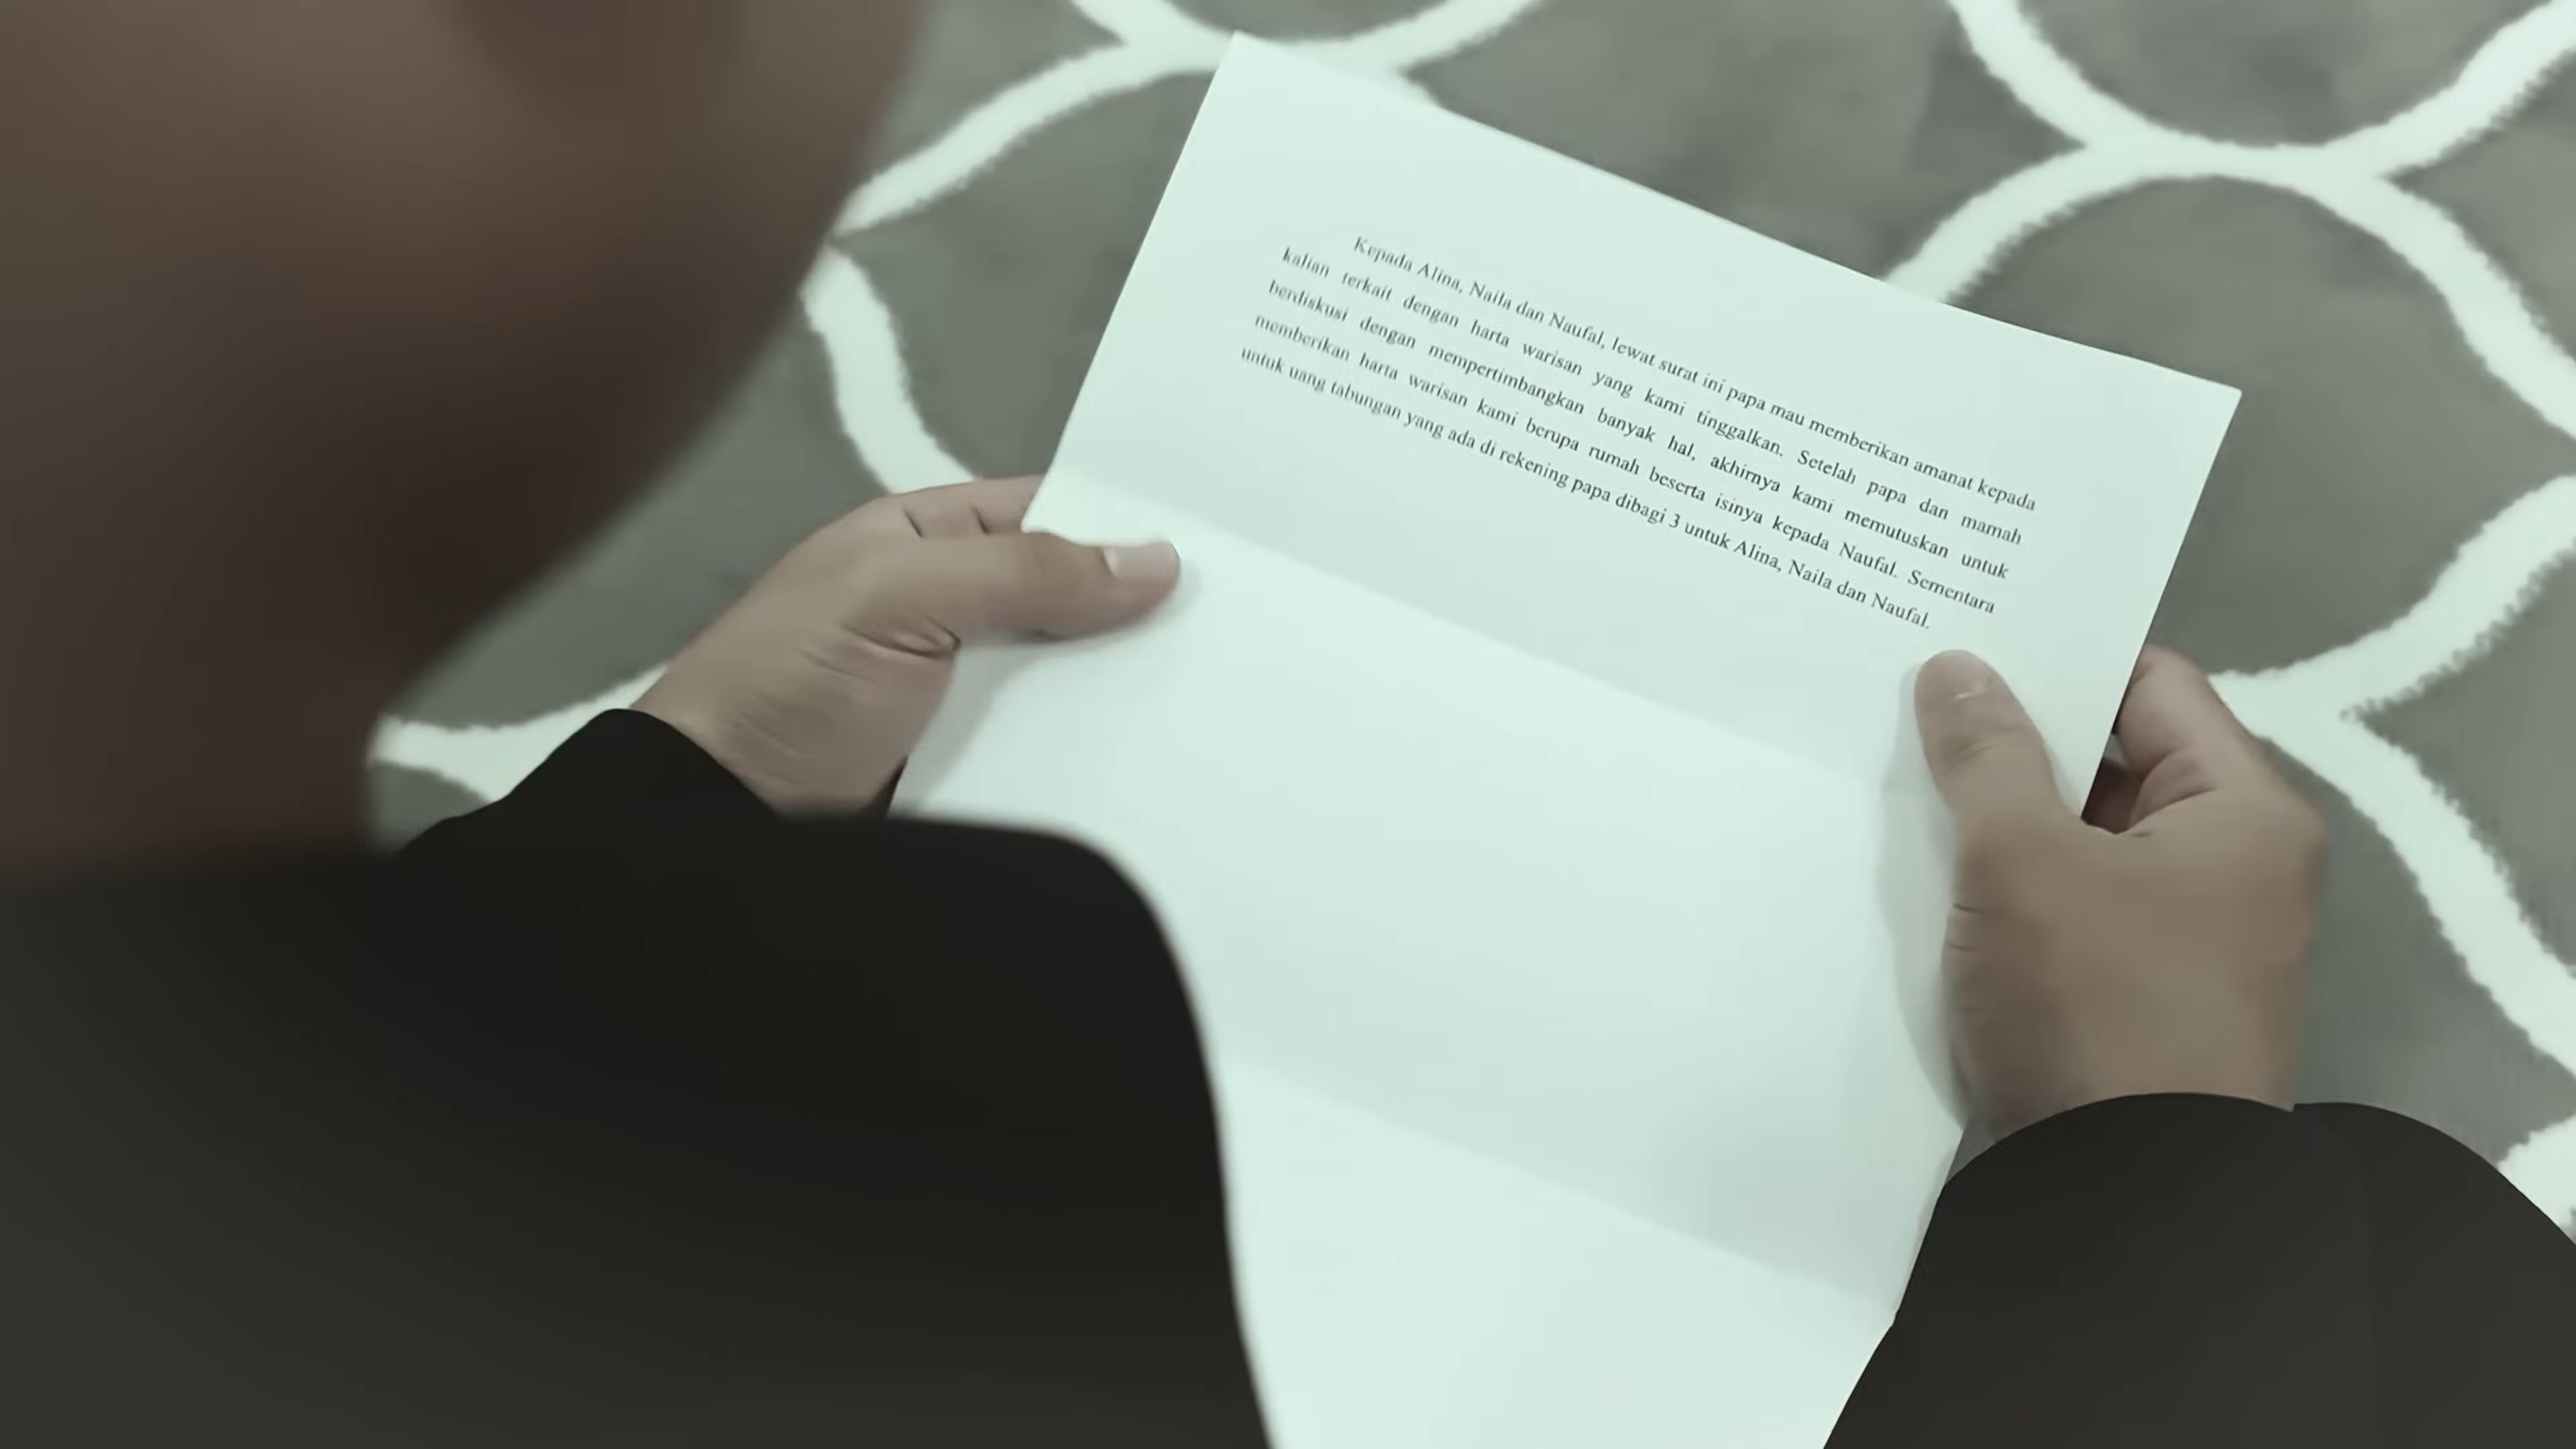 Kepada Alina, Naila dan Naufal, lewat surat ini papa mau memberikan amanat kepada
kalian terkait dengan harta warisan yang kami tinggalkan. Setelah papa dan mamah
berdiskusi dengan mempertimbangkan banyak hal, akhirnya kami memutuskan untuk
memberikan harta warisan kami berupa rumah beserta isinya kepada Naufal. Sementara
untuk uang tabungan yang ada di rekening papa dibagi 3 untuk Alina, Naila dan Naufal.